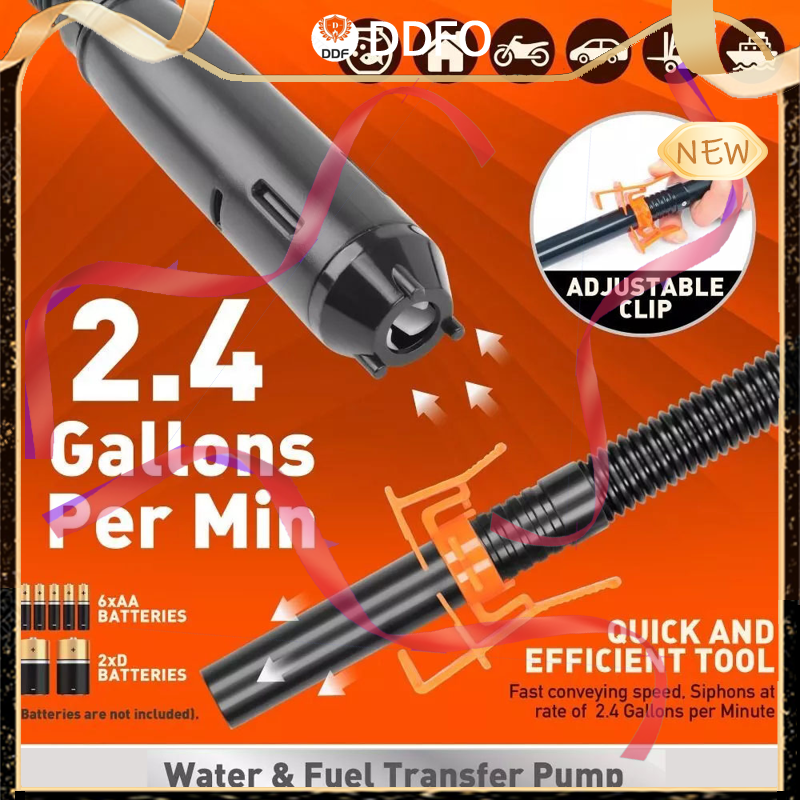 DDFO
DDF
NEW
ADJUSTABLE
CLIP
2.4
Gallons
Per Min
6xAA
BATTERIES
2xD
BATTERIES
Batteries are not included).
QUICK AND
EFFICIENT TOOL
Fast conveying speed, Siphons at
rate of 2.4 Gallons per Minute
Water & Fuel Transfer Pump